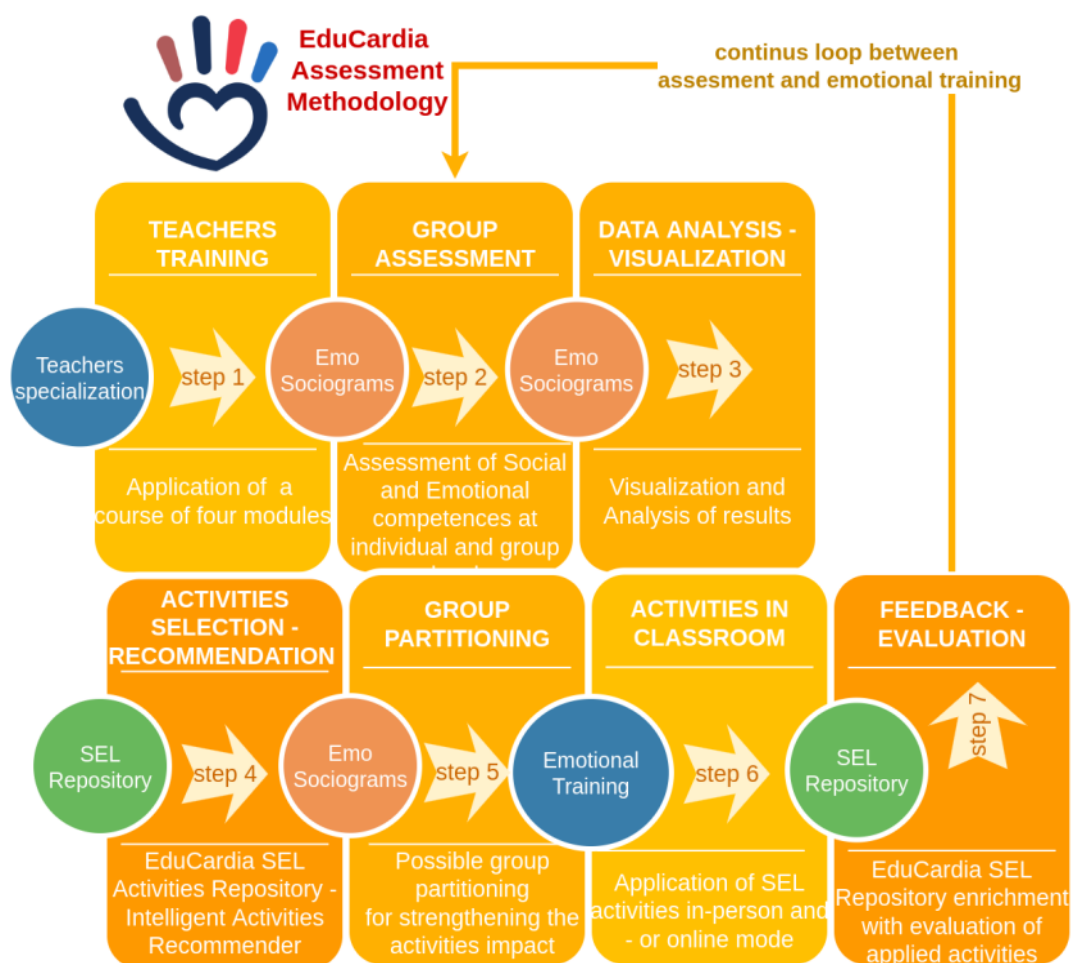 EduCardia
Assessment
Methodology
continus loop between
assesment and emotional training
TEACHERS
TRAINING
Teachers
specialization
step 1
Application of a
course of four modules
GROUP
ASSESSMENT
Emo
Sociograms
step 2
Assessment of Social
and Emotional
competences at
individual and group
DATA ANALYSIS -
VISUALIZATION
Emo
Sociograms
step 3
Visualization and
Analysis of results
ACTIVITIES
SELECTION -
RECOMMENDATION
SEL
Repository
step 4
EduCardia SEL
Activities Repository -
Intelligent Activities
Recommender
GROUP
PARTITIONING
Emo
Sociograms
step 5
Possible group
partitioning
for strengthening the
activities impact
ACTIVITIES IN
CLASSROOM
Emotional
Training
step 6
Application of SEL
activities in-person and
- or online mode
FEEDBACK -
EVALUATION
SEL
Repository
step 7
EduCardia SEL
Repository enrichment
with evaluation of
applied activities